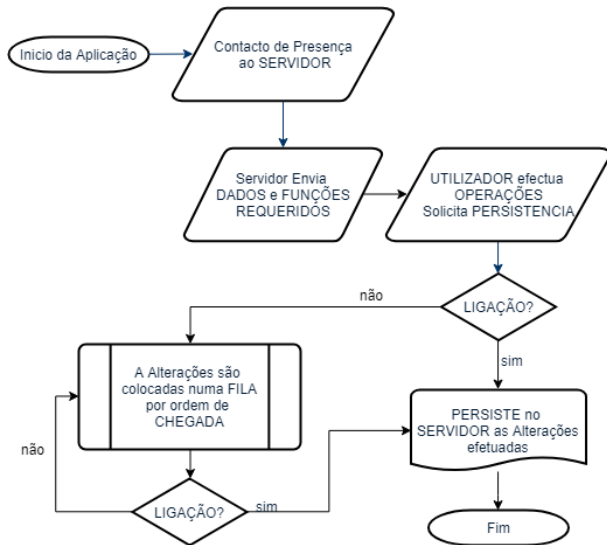 Inicio da Aplicação
Contacto de Presença
ao SERVIDOR
Servidor Envia
DADOS e FUNÇÕES
REQUERIDOS
UTILIZADOR efectua
OPERAÇÕES
Solicita PERSISTENCIA
LIGAÇÃO?
não
sim
A Alterações são
colocadas numa FILA
por ordem de
CHEGADA
PERSISTE no
SERVIDOR as Alterações
efetuadas
não
LIGAÇÃO?
sim
Fim